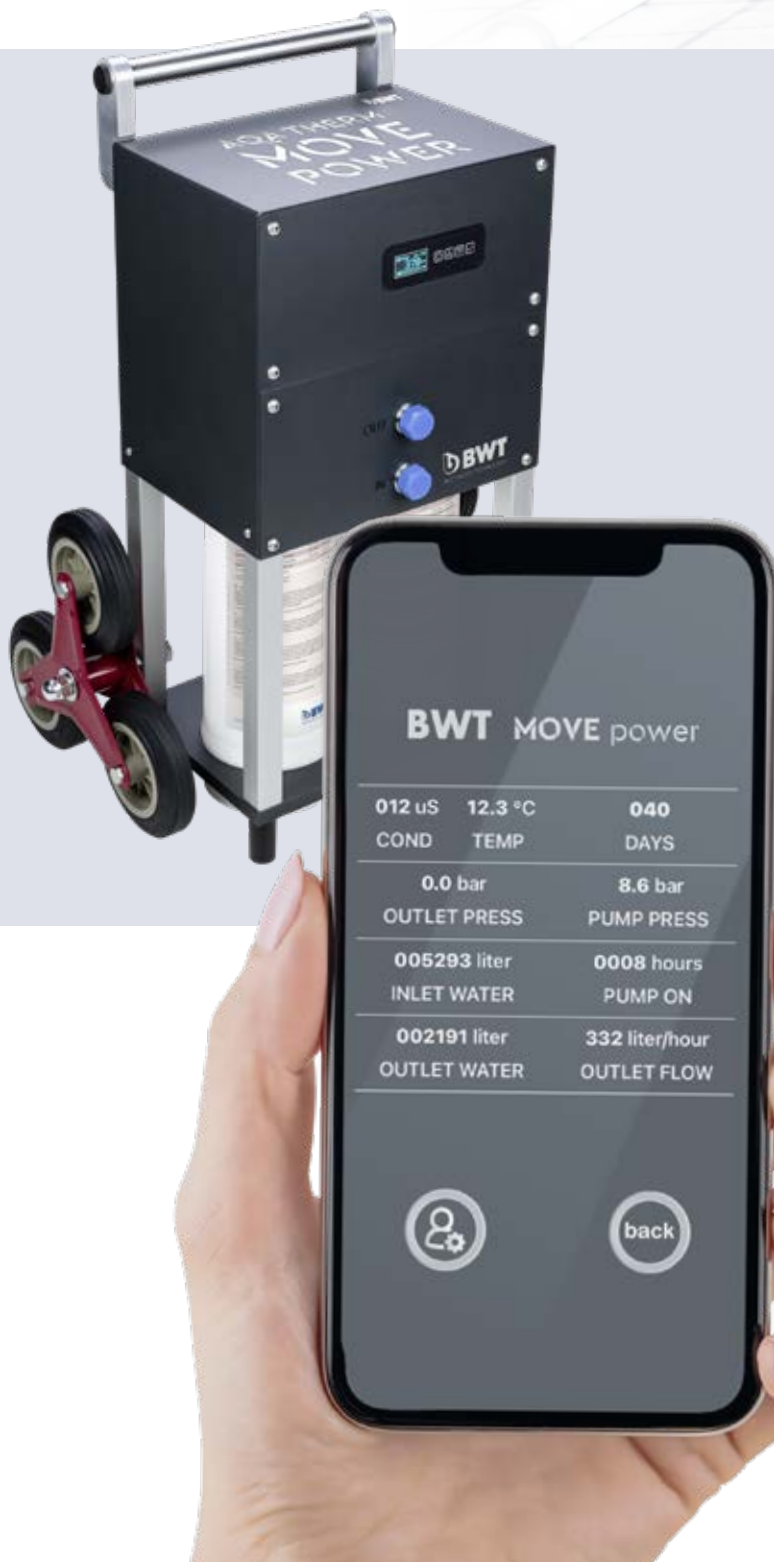 BWT
AQA THERM
MOVE
POWER
OUT
IN
BWT
BWT MOVE power
012 uS 12.3 °C 040
COND TEMP DAYS
0.0 bar 8.6 bar
OUTLET PRESS PUMP PRESS
005293 liter 0008 hours
INLET WATER PUMP ON
002191 liter 332 liter/hour
OUTLET WATER OUTLET FLOW
back